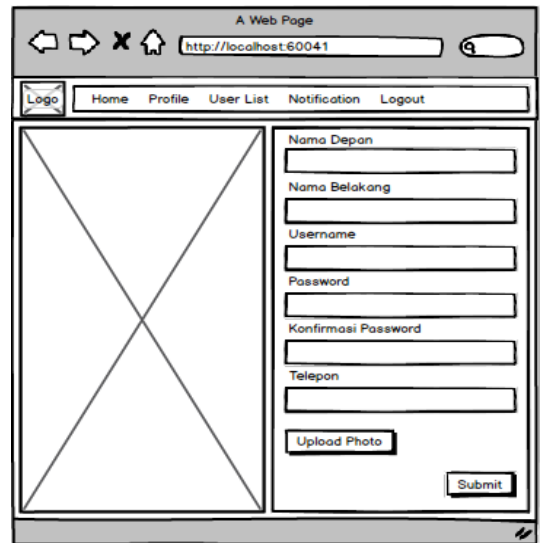 A Web Page
http://localhost:60041
Logo
Home Profile User List Notification Logout
Nama Depan
Nama Belakang
Username
Password
Konfirmasi Password
Telepon
Upload Photo
Submit